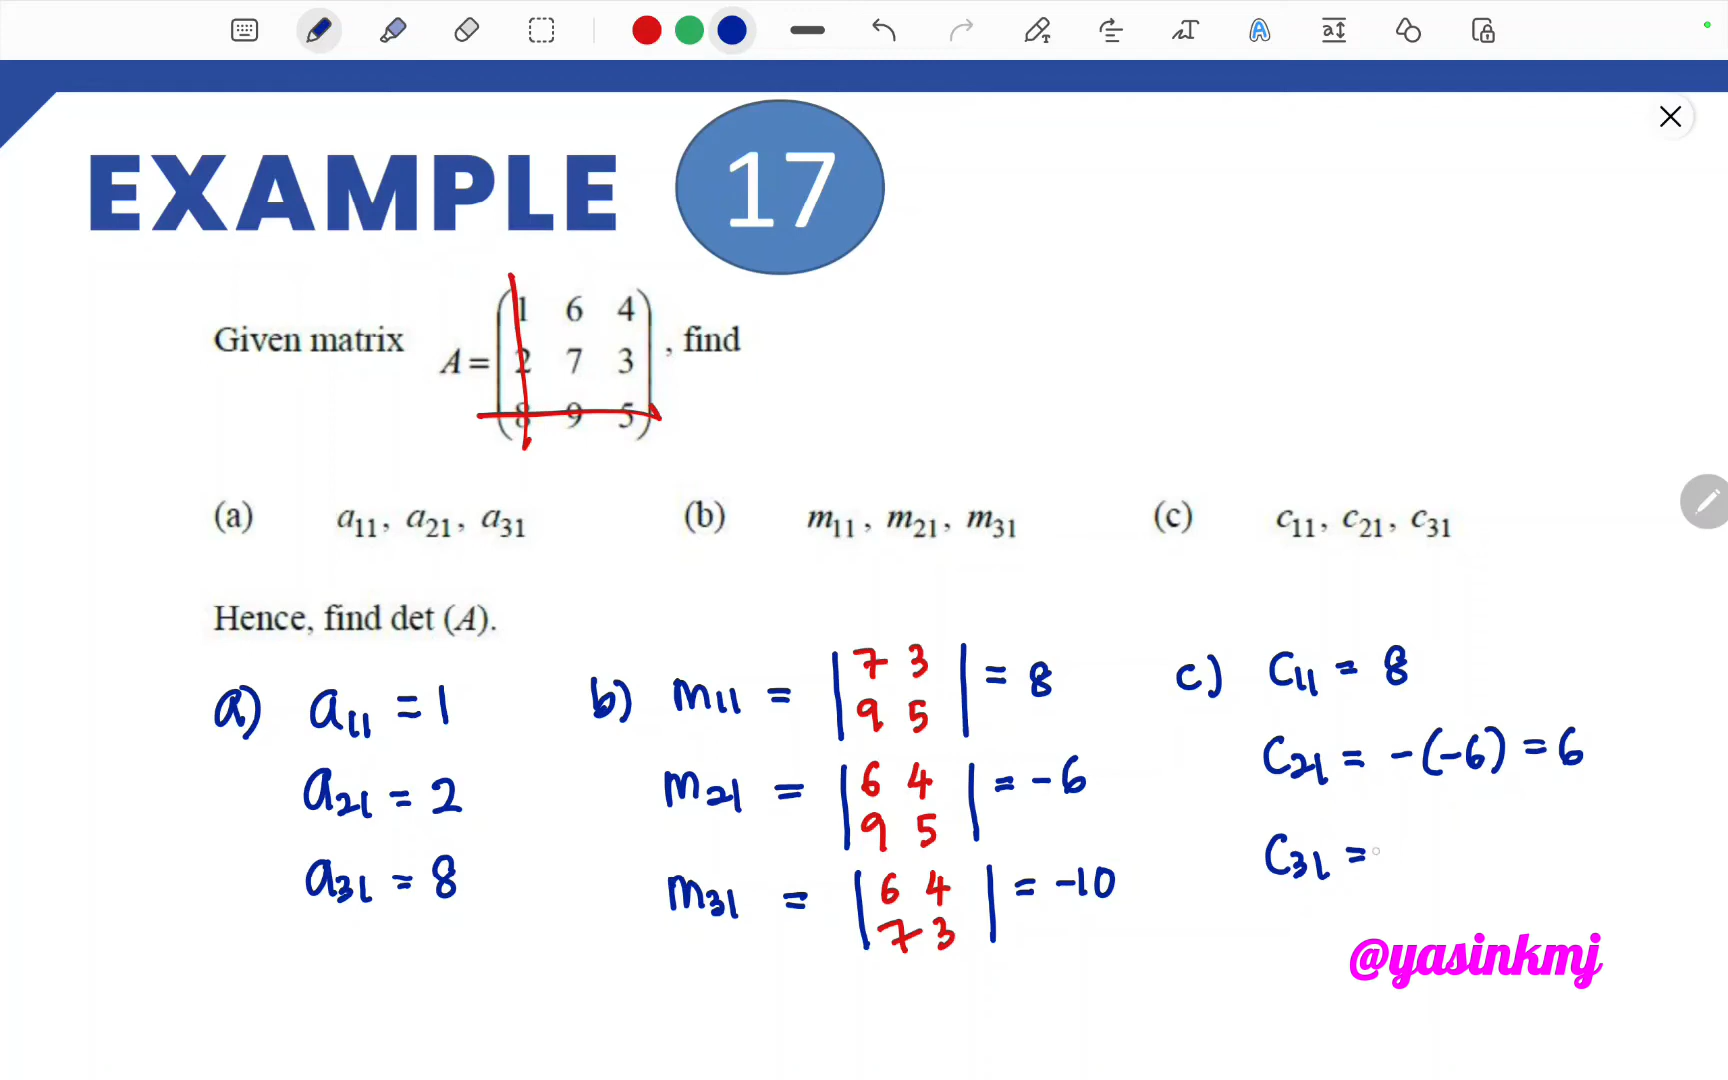 EXAMPLE 17
Given matrix A = ( 1 6 4
2 7 3
8 9 5 ) , find
(a) a11, a21, a31 (b) m11, m21, m31 (c) c11, c21, c31
Hence, find det (A).
a) a11 = 1
a21 = 2
a31 = 8
b) m11 = | 7 3
9 5 | = 8
m21 = | 6 4
9 5 | = -6
m31 = | 6 4
7 3 | = -10
c) C11 = 8
C21 = -(-6) = 6
C31 =
@yasinkmj